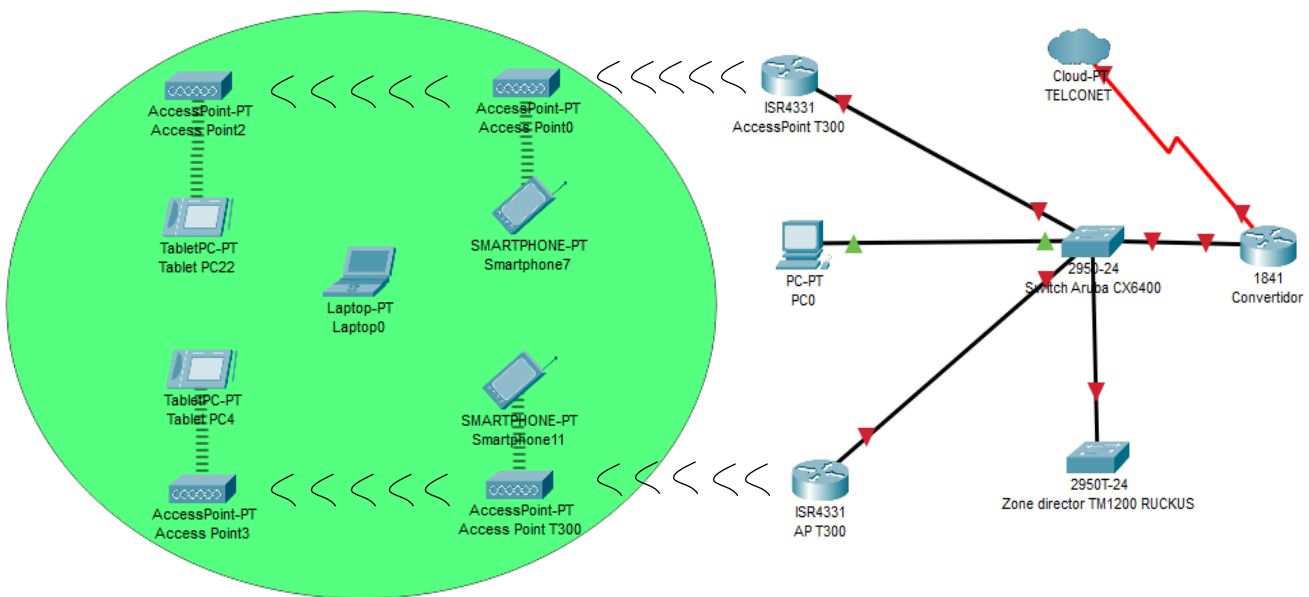 AccessPoint-PT
Access Point2
AccessPoint-PT
Access Point0
ISR4331
AccessPoint T300
Cloud-PT
TELCONET
TabletPC-PT
Tablet PC22
SMARTPHONE-PT
Smartphone7
Laptop-PT
Laptop0
PC-PT
PC0
2950-24
Switch Aruba CX6400
1841
Convertidor
TabletPC-PT
Tablet PC4
SMARTPHONE-PT
Smartphone11
AccessPoint-PT
Access Point3
AccessPoint-PT
Access Point T300
ISR4331
AP T300
2950T-24
Zone director TM1200 RUCKUS